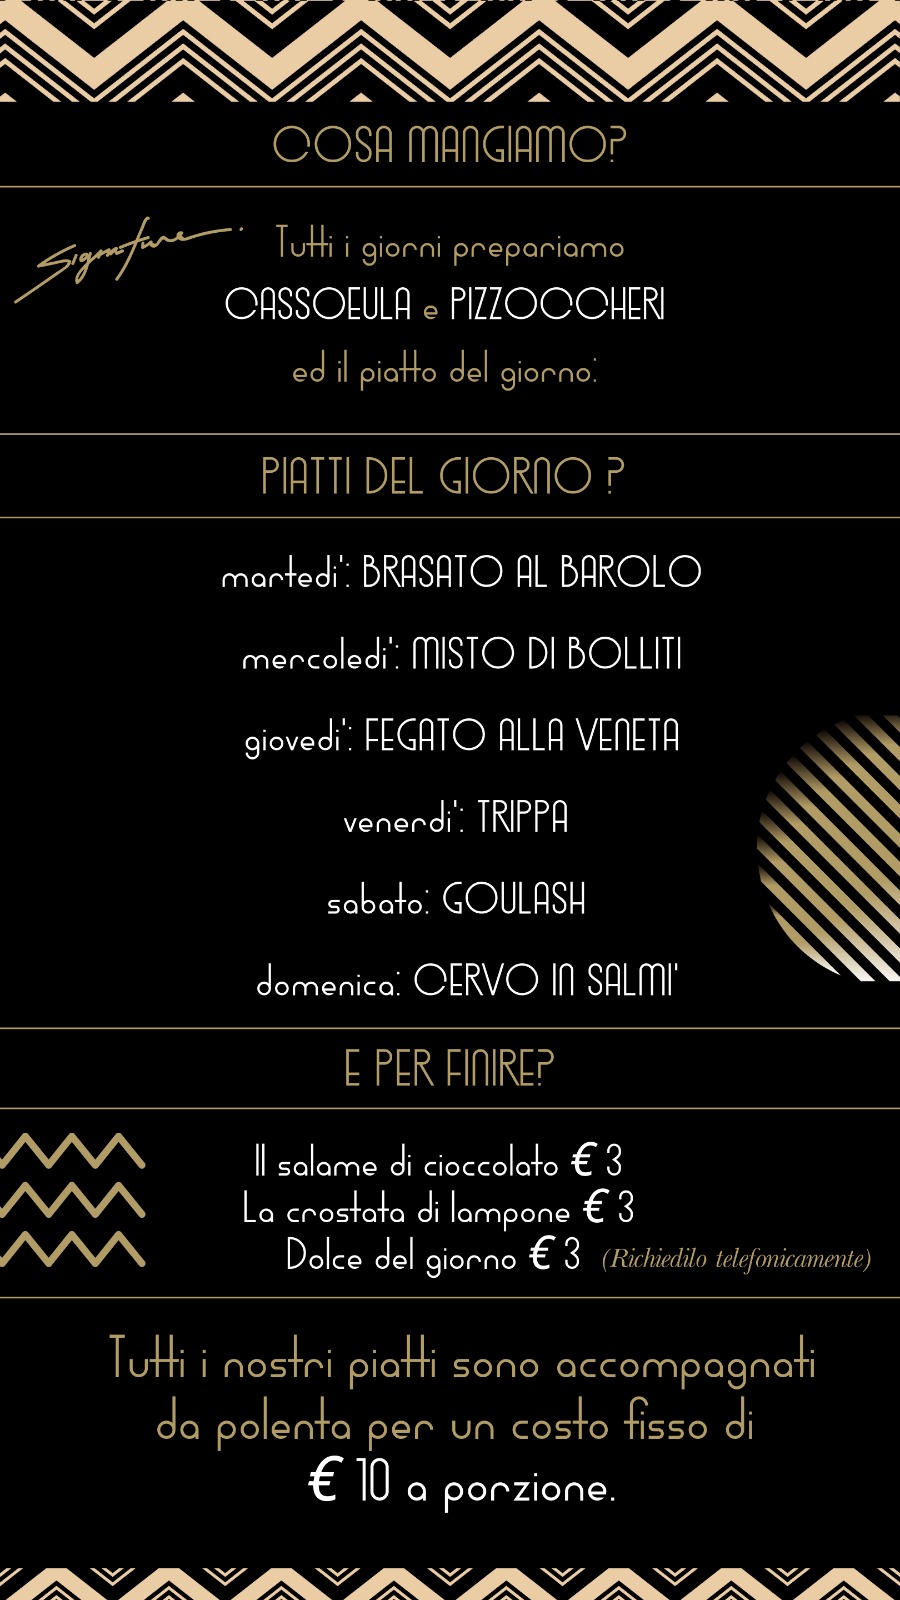 COSA MANGIAMO?
Signature
Tutti i giorni prepariamo
CASSOEULA e PIZZOCCHERI
ed il piatto del giorno:
PIATTI DEL GIORNO ?
martedi': BRASATO AL BAROLO
mercoledi': MISTO DI BOLLITI
giovedi': FEGATO ALLA VENETA
venerdi': TRIPPA
sabato: GOULASH
domenica: CERVO IN SALMI'
E PER FINIRE?
Il salame di cioccolato € 3
La crostata di lampone € 3
Dolce del giorno € 3 (Richiedilo telefonicamente)
Tutti i nostri piatti sono accompagnati
da polenta per un costo fisso di
€ 10 a porzione.